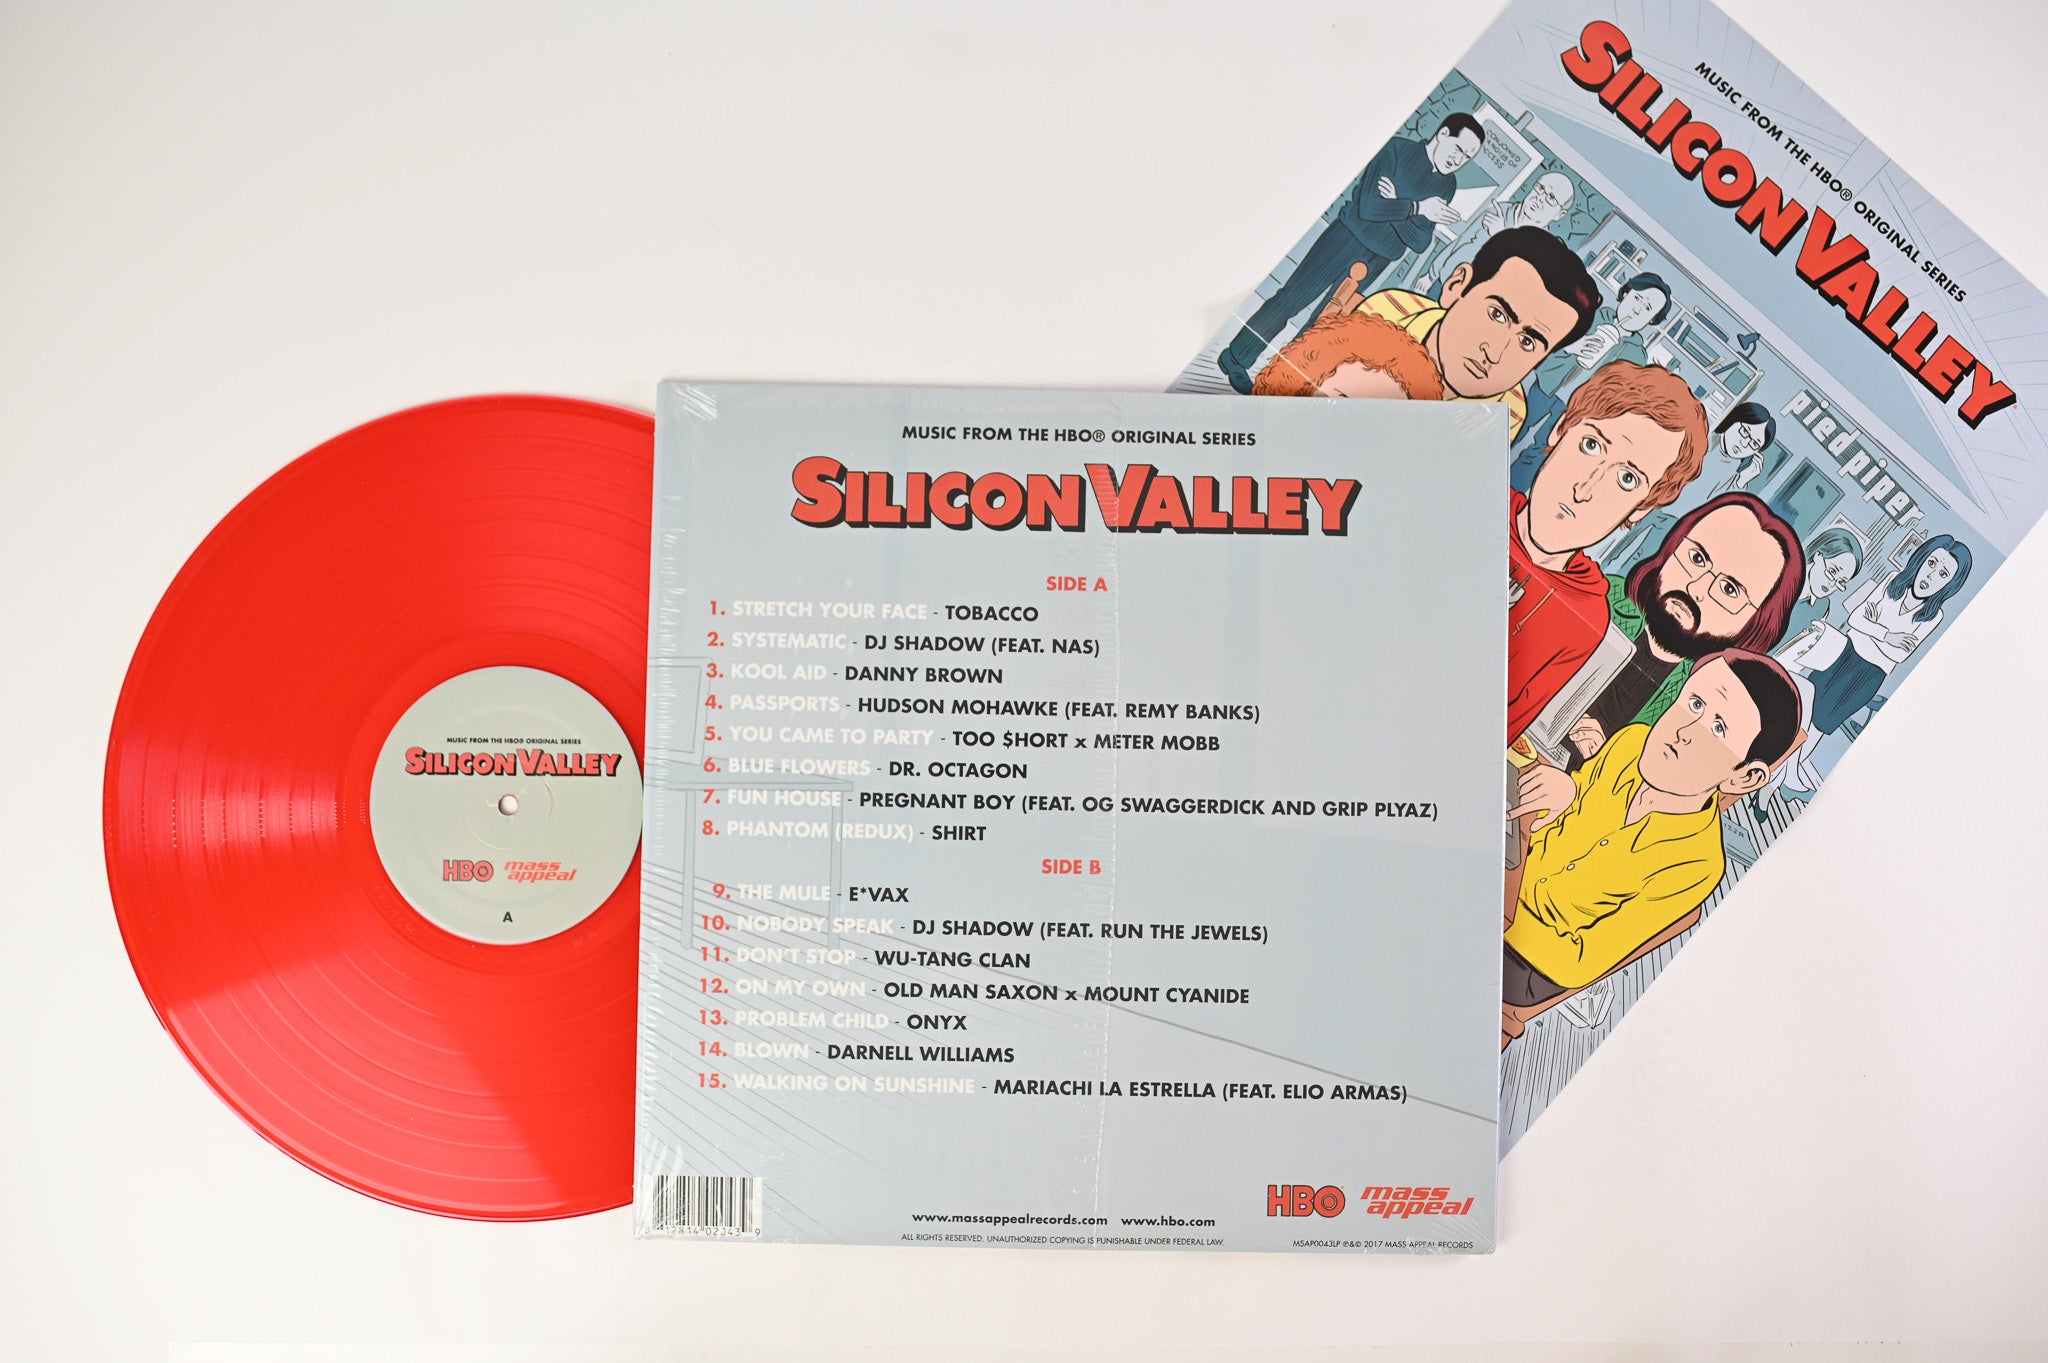 MUSIC FROM THE HBO® ORIGINAL SERIES
SILICON VALLEY
CONJOINED
TRIANGLES OF
SUCCESS
pied piper
MUSIC FROM THE HBO® ORIGINAL SERIES
SILICON VALLEY
SIDE A
1. STRETCH YOUR FACE - TOBACCO
2. SYSTEMATIC - DJ SHADOW (FEAT. NAS)
3. KOOL AID - DANNY BROWN
4. PASSPORTS - HUDSON MOHAWKE (FEAT. REMY BANKS)
5. YOU CAME TO PARTY - TOO $HORT x METER MOBB
6. BLUE FLOWERS - DR. OCTAGON
7. FUN HOUSE - PREGNANT BOY (FEAT. OG SWAGGERDICK AND GRIP PLYAZ)
8. PHANTOM (REDUX) - SHIRT
SIDE B
9. THE MULE - E*VAX
10. NOBODY SPEAK - DJ SHADOW (FEAT. RUN THE JEWELS)
11. DON'T STOP - WU-TANG CLAN
12. ON MY OWN - OLD MAN SAXON x MOUNT CYANIDE
13. PROBLEM CHILD - ONYX
14. BLOWN - DARNELL WILLIAMS
15. WALKING ON SUNSHINE - MARIACHI LA ESTRELLA (FEAT. ELIO ARMAS)
HBO mass appeal
www.massappealrecords.com www.hbo.com
ALL RIGHTS RESERVED. UNAUTHORIZED COPYING IS PUNISHABLE UNDER FEDERAL LAW.
MSAP0043LP ℗&© 2017 MASS APPEAL RECORDS
MUSIC FROM THE HBO® ORIGINAL SERIES
SILICON VALLEY
HBO mass appeal
A